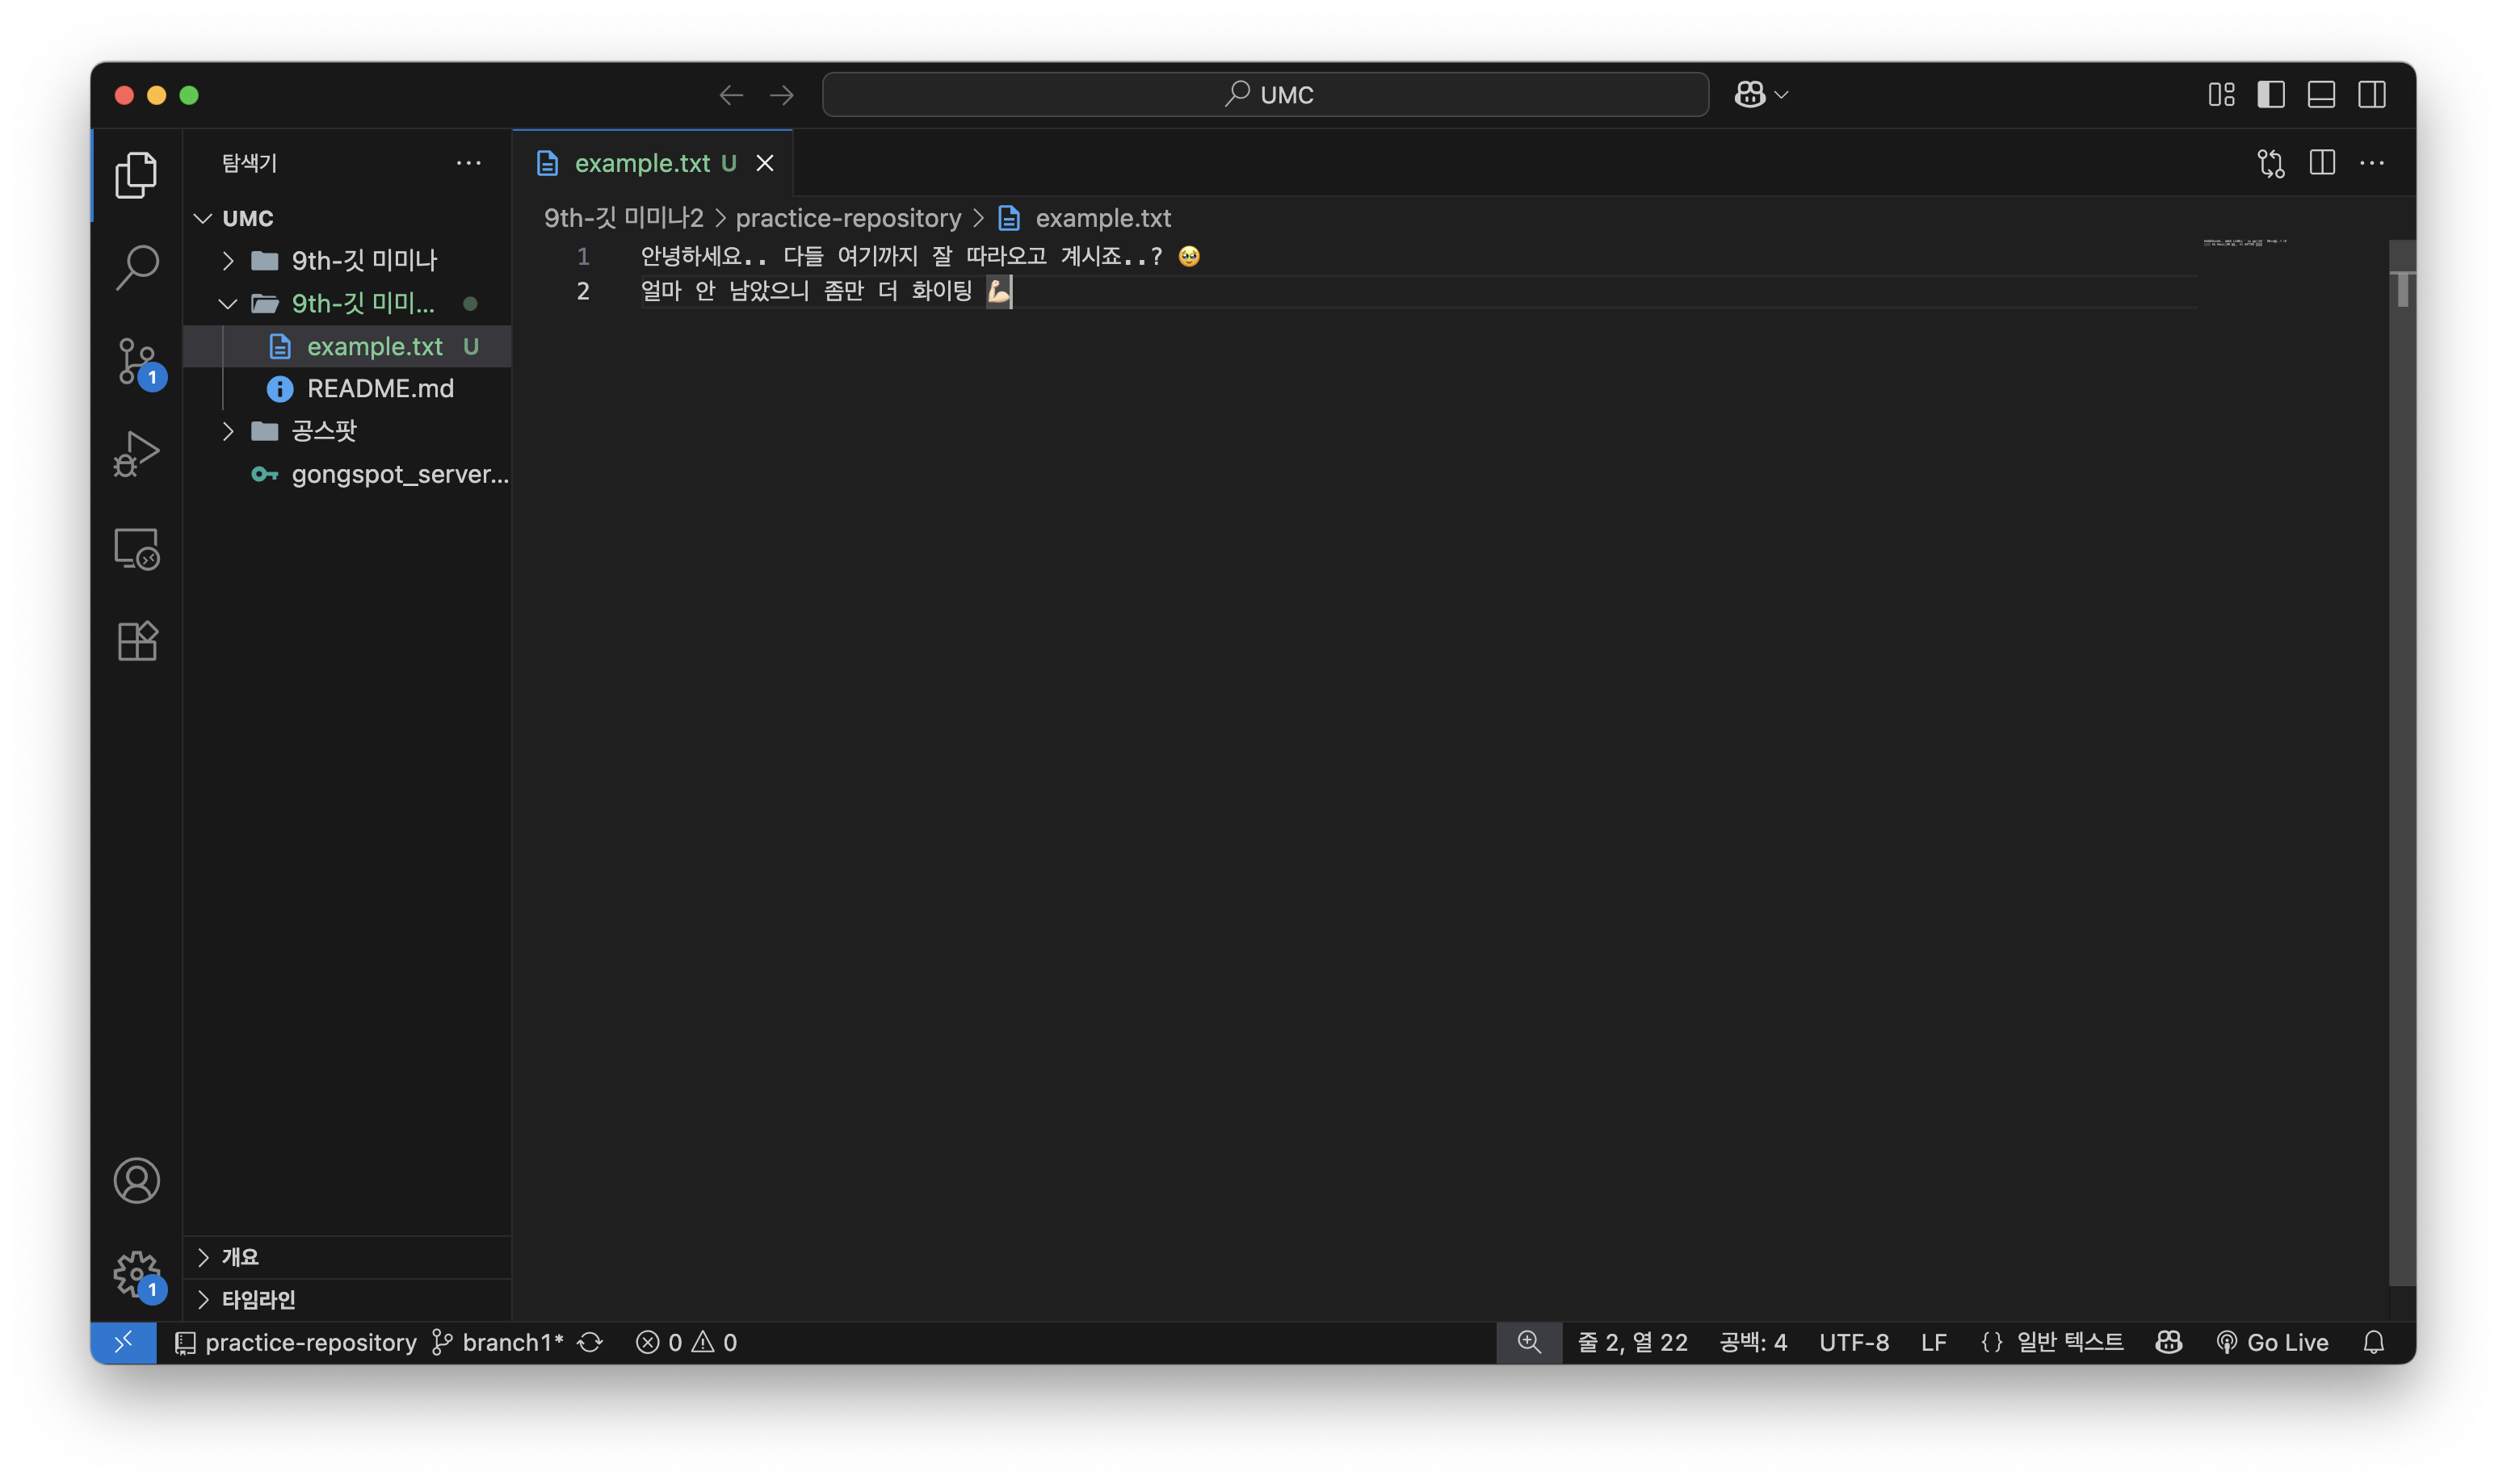 UMC
탐색기
example.txt U
UMC
9th-깃 미미나2 > practice-repository > example.txt
9th-깃 미미나
1 안녕하세요.. 다들 여기까지 잘 따라오고 계시죠..? 🥹
9th-깃 미미...
2 얼마 안 남았으니 좀만 더 화이팅 💪🏻
example.txt U
README.md
1
공스팟
gongspot_server...
개요
1
타임라인
practice-repository branch1* 0 0 줄 2, 열 22 공백: 4 UTF-8 LF {} 일반 텍스트 Go Live